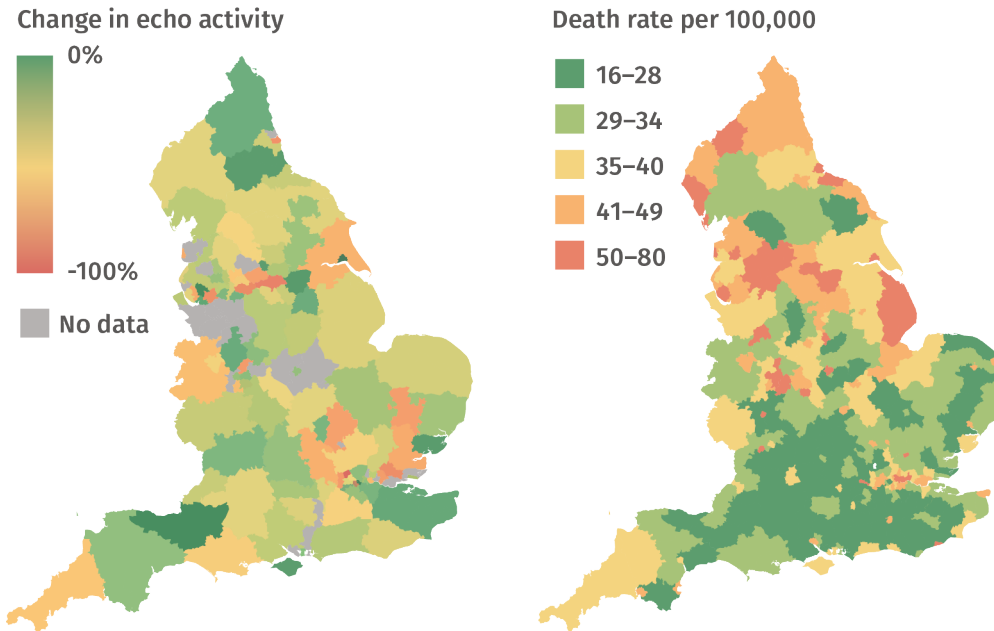 Change in echo activity
0%
-100%
No data
Death rate per 100,000
16–28
29–34
35–40
41–49
50–80